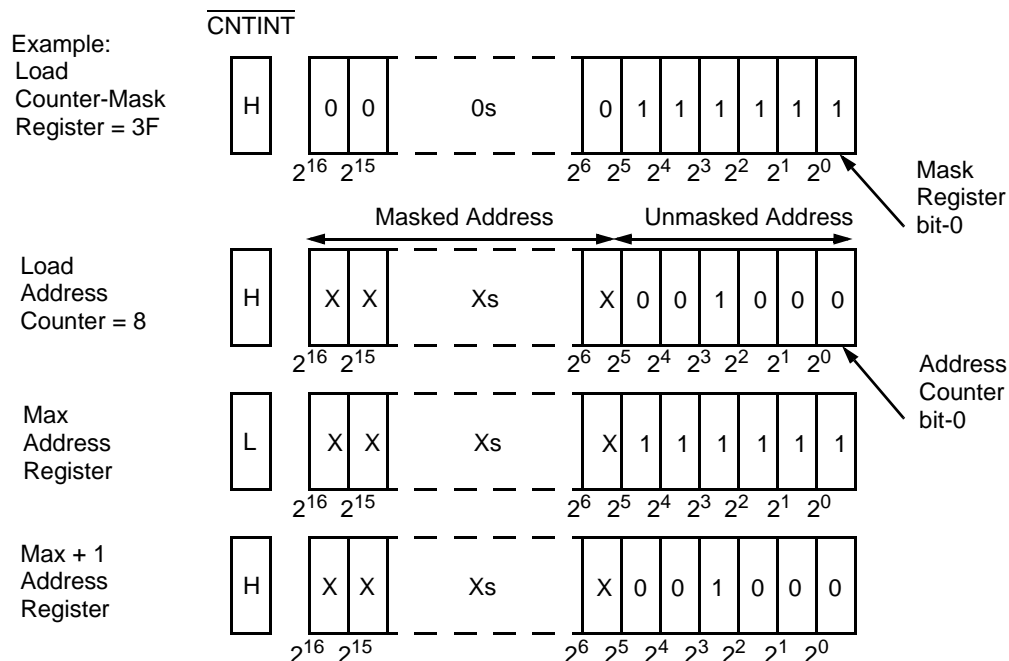 CNTINT
Example:
Load
Counter-Mask
Register = 3F
H 0 0 0s 0 1 1 1 1 1 1
2^16 2^15 2^6 2^5 2^4 2^3 2^2 2^1 2^0
Mask
Register
bit-0
Masked Address Unmasked Address
Load
Address
Counter = 8
H X X Xs X 0 0 1 0 0 0
2^16 2^15 2^6 2^5 2^4 2^3 2^2 2^1 2^0
Address
Counter
bit-0
Max
Address
Register
L X X Xs X 1 1 1 1 1 1
2^16 2^15 2^6 2^5 2^4 2^3 2^2 2^1 2^0
Max + 1
Address
Register
H X X Xs X 0 0 1 0 0 0
2^16 2^15 2^6 2^5 2^4 2^3 2^2 2^1 2^0